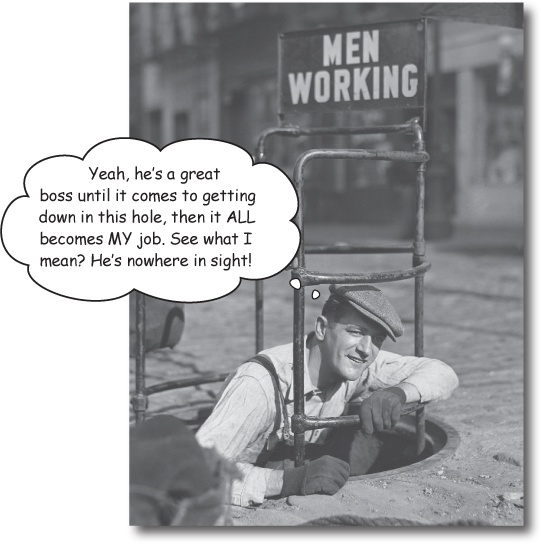 MEN
WORKING
Yeah, he's a great
boss until it comes to getting
down in this hole, then it ALL
becomes MY job. See what I
mean? He's nowhere in sight!